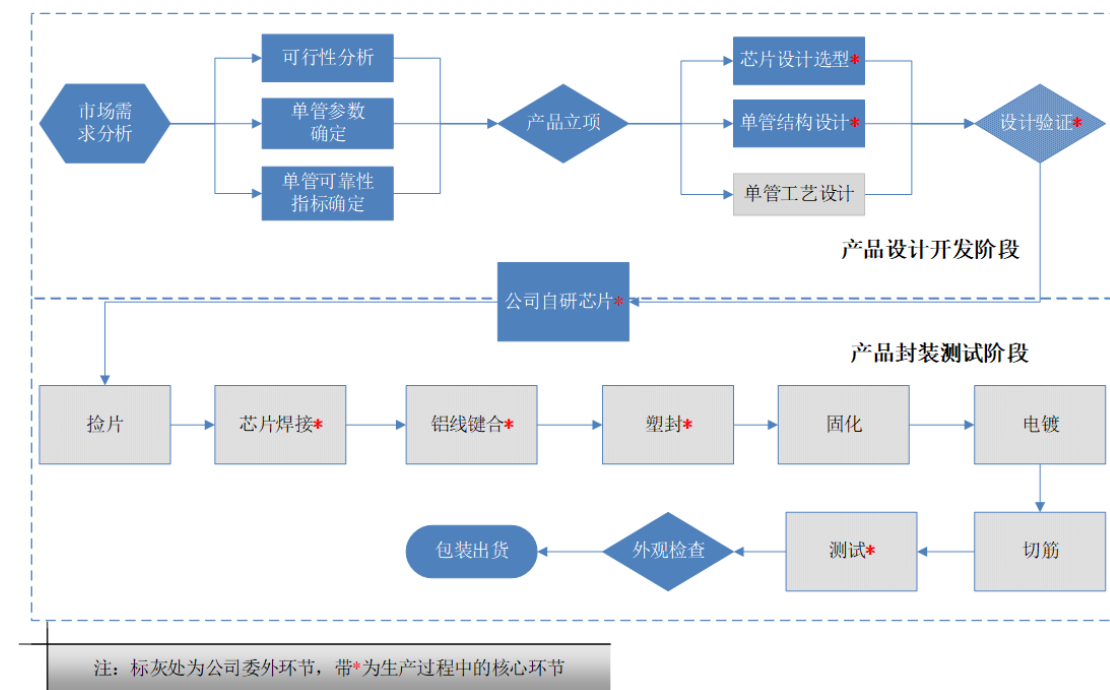 市场需
求分析
可行性分析
单管参数
确定
单管可靠性
指标确定
产品立项
芯片设计选型*
单管结构设计*
单管工艺设计
设计验证*
产品设计开发阶段
公司自研芯片*
产品封装测试阶段
捡片
芯片焊接*
铝线键合*
塑封*
固化
电镀
切筋
测试*
外观检查
包装出货
注：标灰处为公司委外环节，带*为生产过程中的核心环节